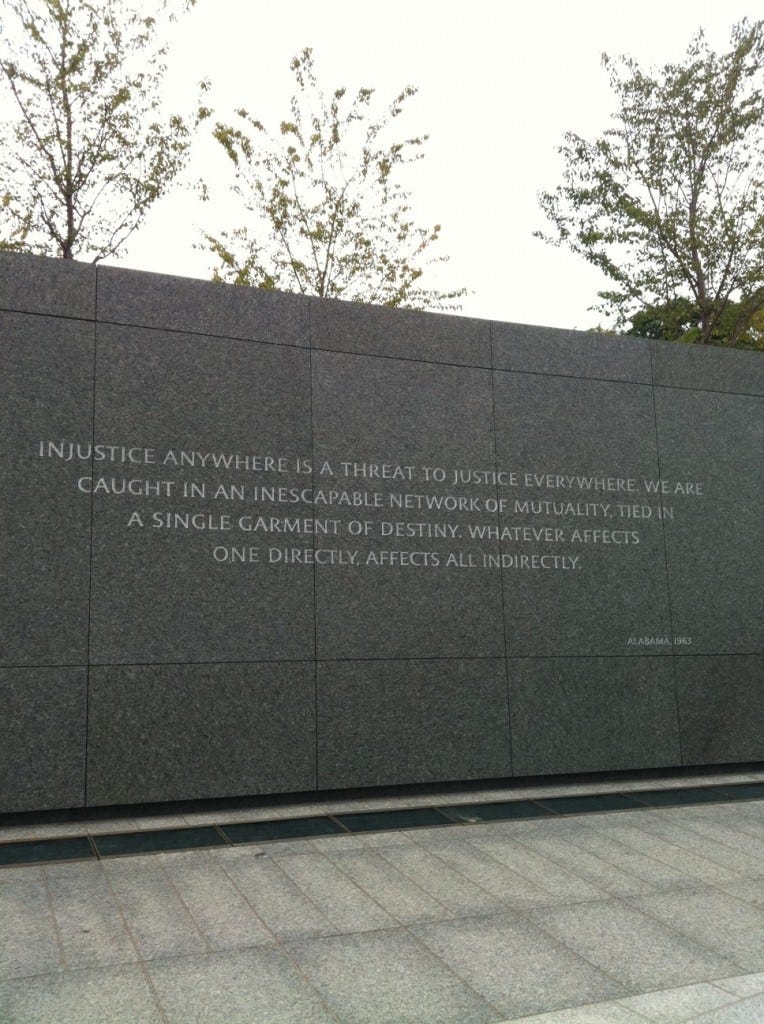 INJUSTICE ANYWHERE IS A THREAT TO JUSTICE EVERYWHERE. WE ARE
CAUGHT IN AN INESCAPABLE NETWORK OF MUTUALITY, TIED IN
A SINGLE GARMENT OF DESTINY. WHATEVER AFFECTS
ONE DIRECTLY, AFFECTS ALL INDIRECTLY.
ALABAMA, 1963